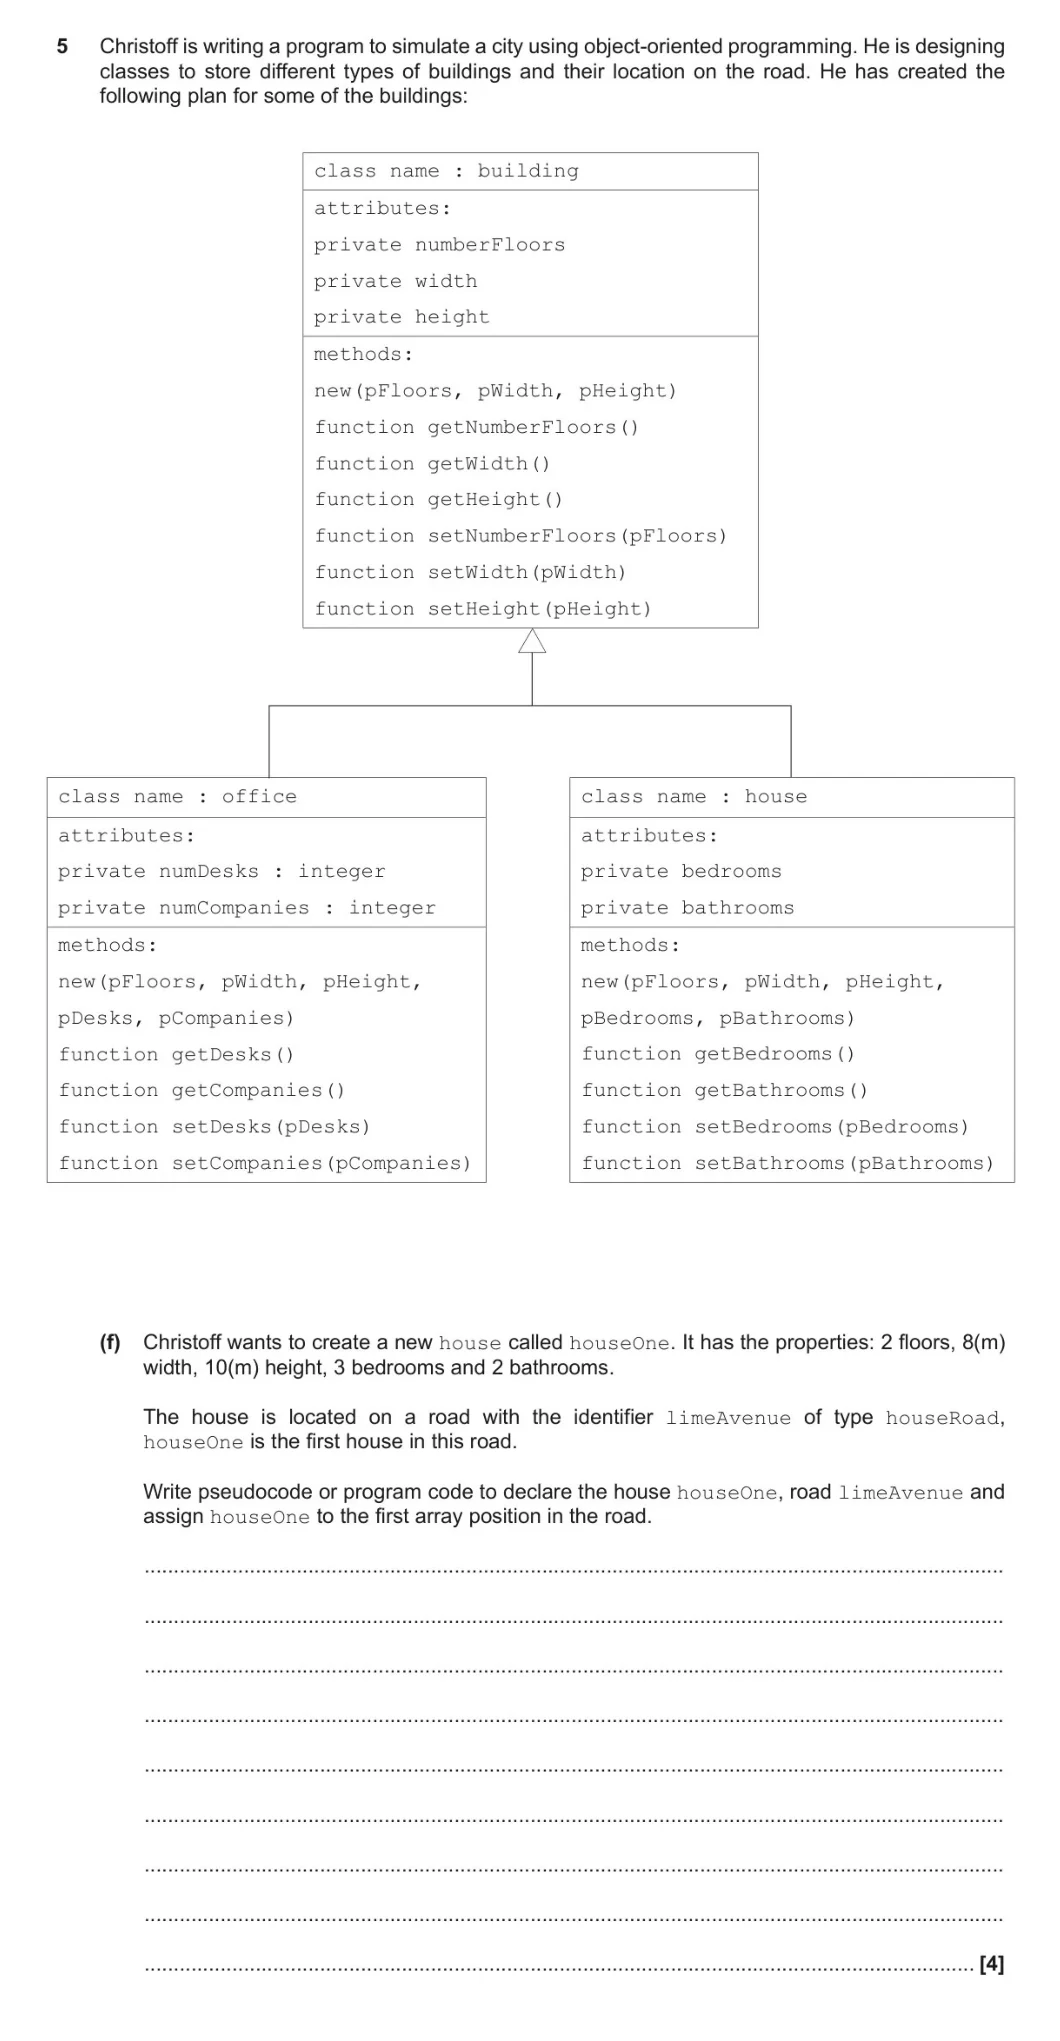 5 Christoff is writing a program to simulate a city using object-oriented programming. He is designing
classes to store different types of buildings and their location on the road. He has created the
following plan for some of the buildings:
class name : building
attributes:
private numberFloors
private width
private height
methods:
new(pFloors, pWidth, pHeight)
function getNumberFloors()
function getWidth()
function getHeight()
function setNumberFloors(pFloors)
function setWidth(pWidth)
function setHeight(pHeight)
class name : office
attributes:
private numDesks : integer
private numCompanies : integer
methods:
new(pFloors, pWidth, pHeight,
pDesks, pCompanies)
function getDesks()
function getCompanies()
function setDesks(pDesks)
function setCompanies(pCompanies)
class name : house
attributes:
private bedrooms
private bathrooms
methods:
new(pFloors, pWidth, pHeight,
pBedrooms, pBathrooms)
function getBedrooms()
function getBathrooms()
function setBedrooms(pBedrooms)
function setBathrooms(pBathrooms)
(f) Christoff wants to create a new house called houseOne. It has the properties: 2 floors, 8(m)
width, 10(m) height, 3 bedrooms and 2 bathrooms.
The house is located on a road with the identifier limeAvenue of type houseRoad,
houseOne is the first house in this road.
Write pseudocode or program code to declare the house houseOne, road limeAvenue and
assign houseOne to the first array position in the road.
[4]